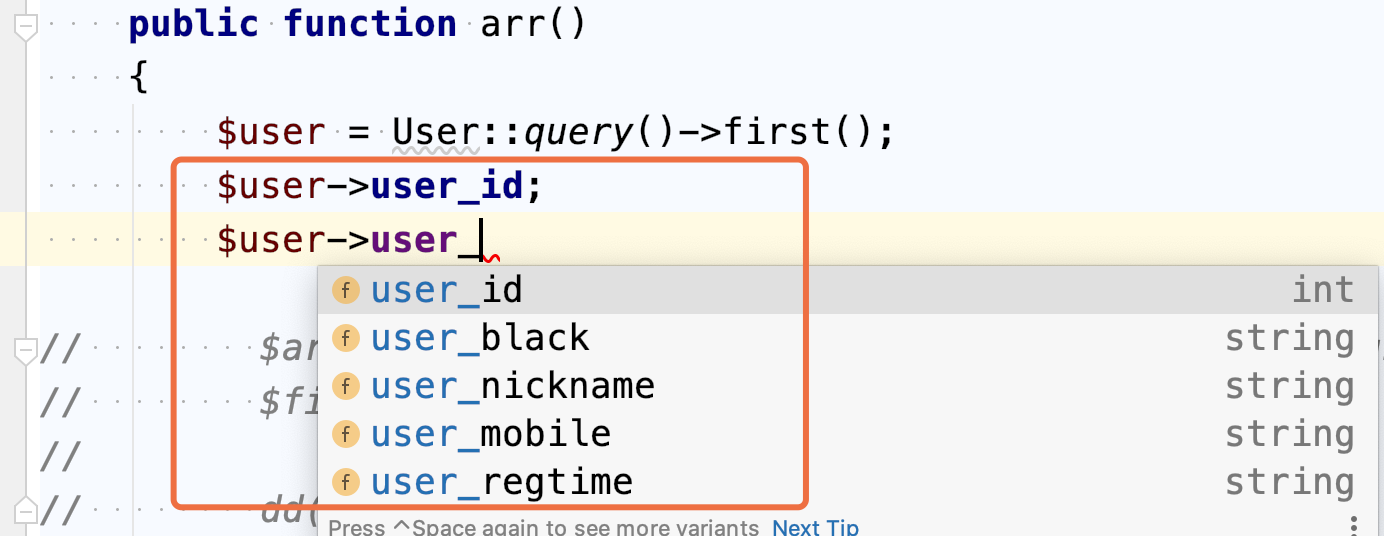 public function arr()
{
$user = User::query()->first();
$user->user_id;
$user->user_
f user_id int
f user_black string
// $ar
f user_nickname string
// $fi
f user_mobile string
//
f user_regtime string
// dd(
Press ^Space again to see more variants Next Tip